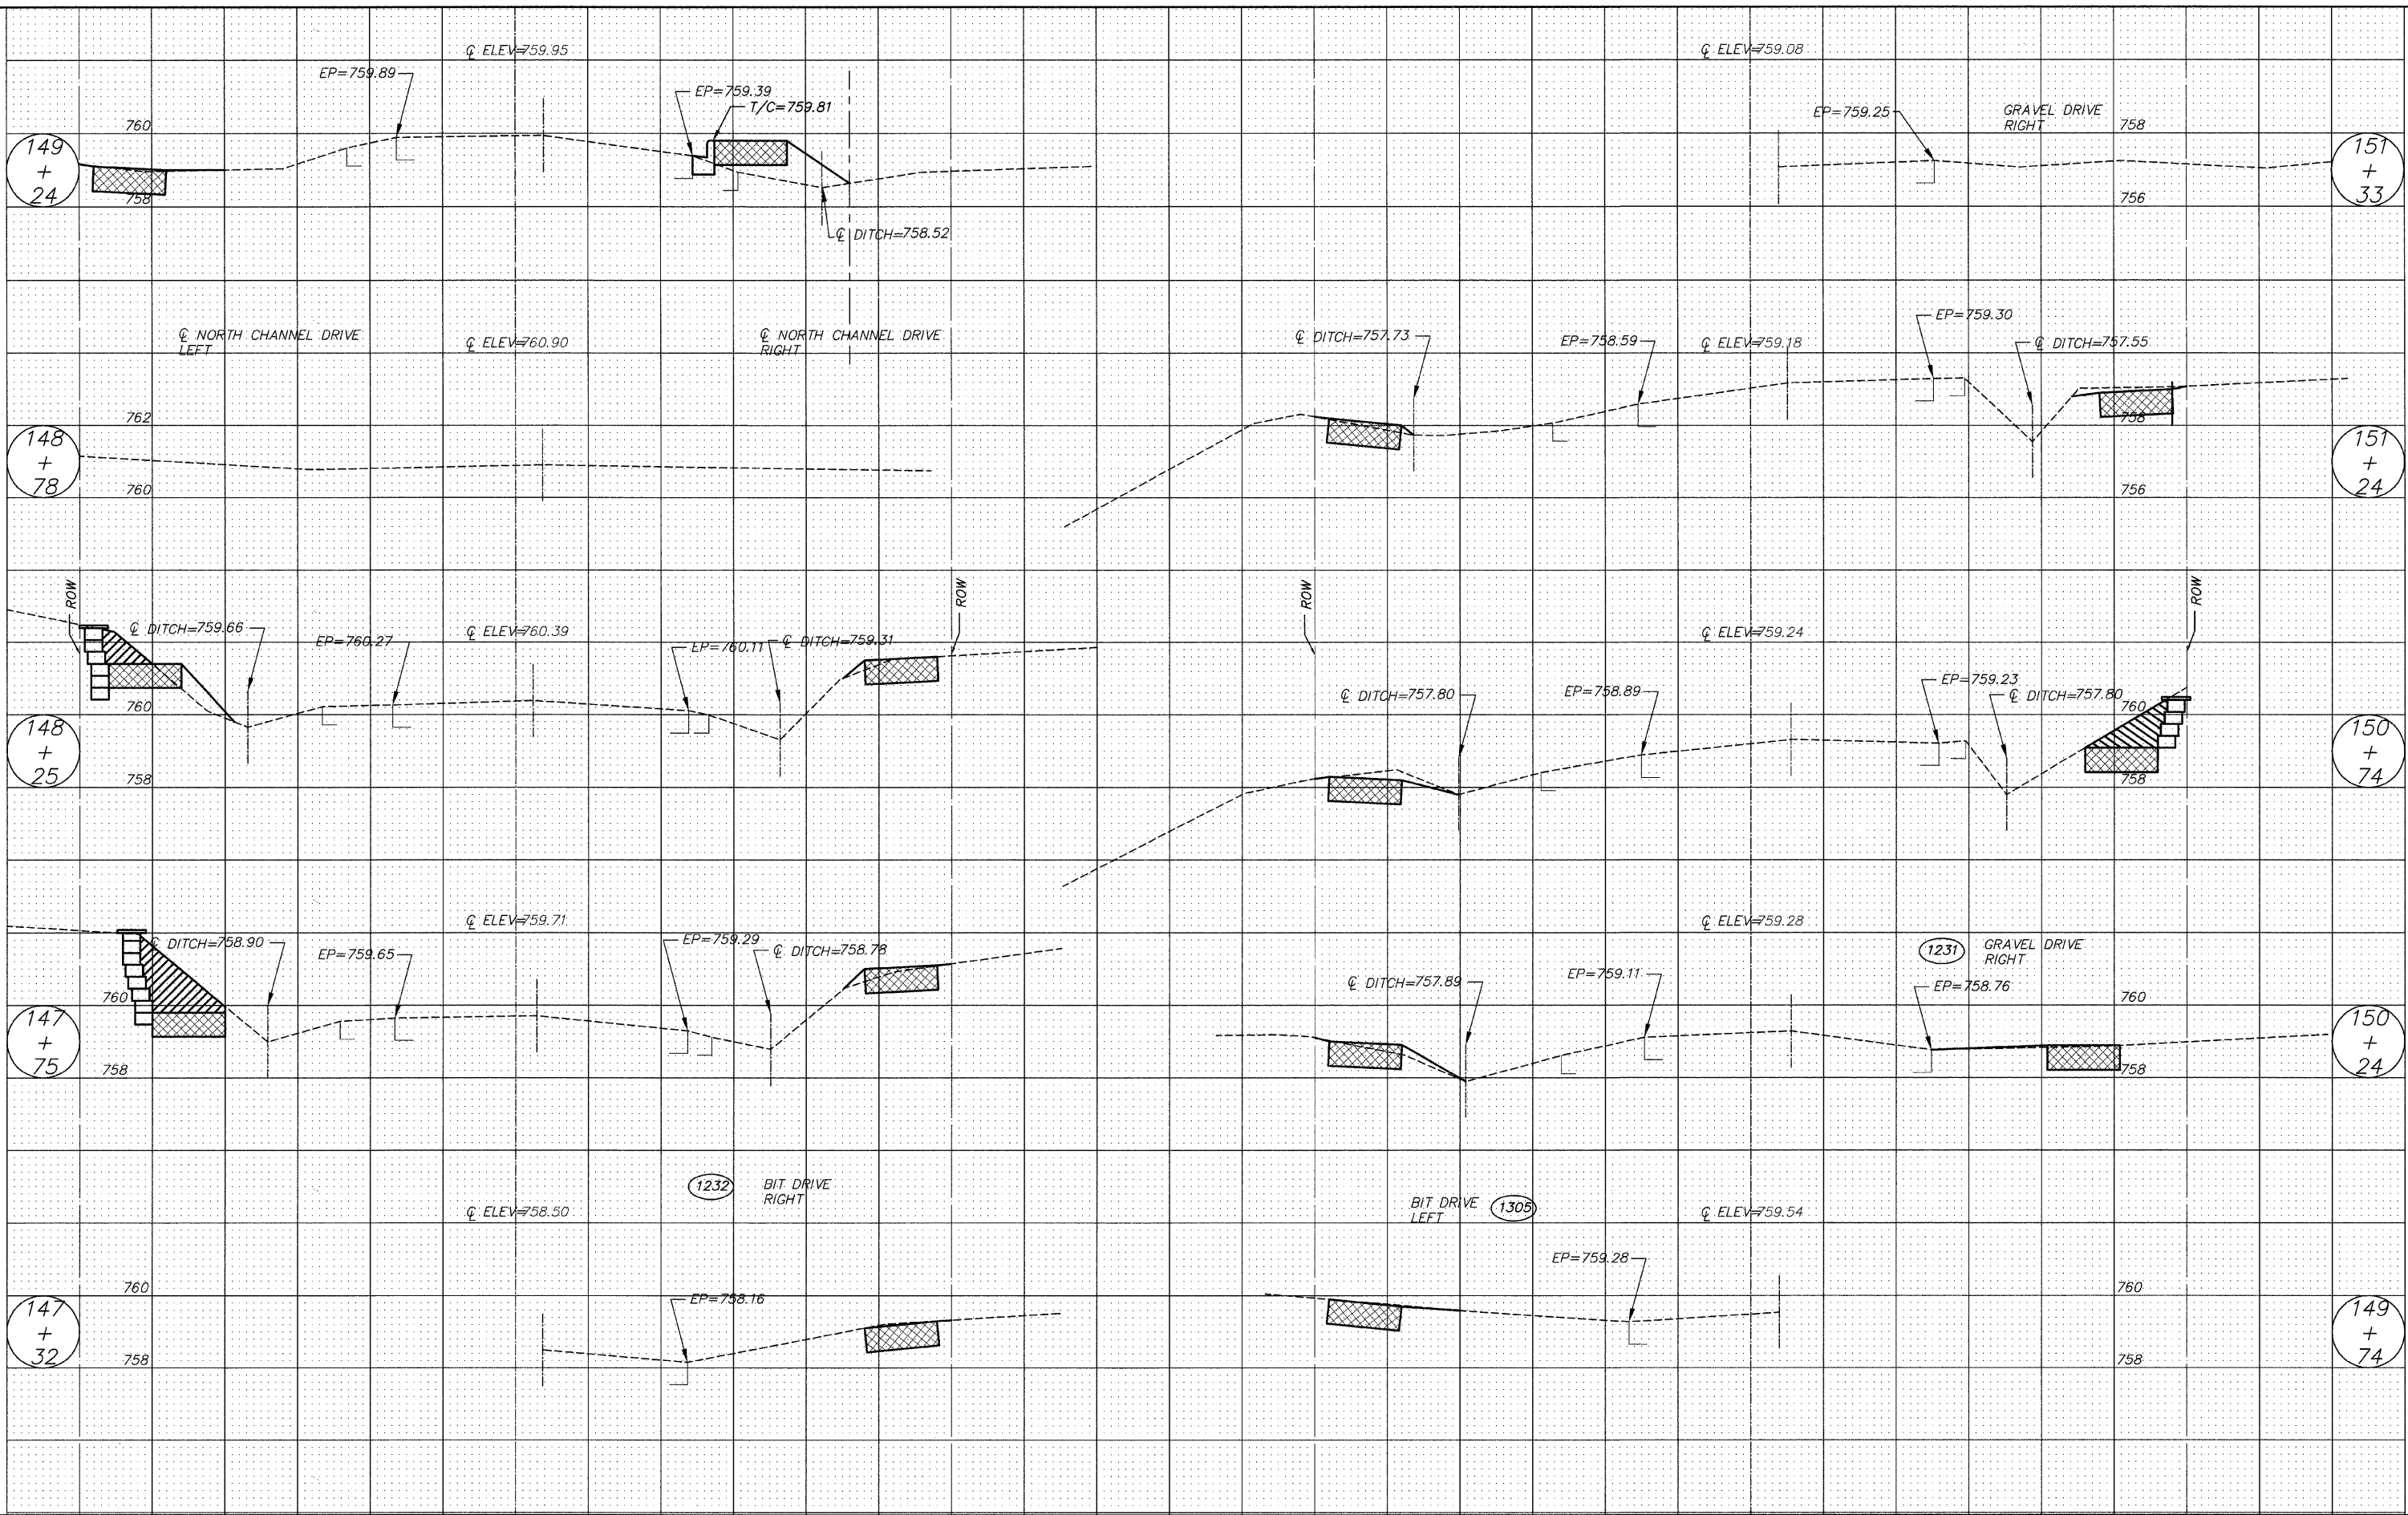 ℄ ELEV=759.95
EP=759.89
EP=759.39
T/C=759.81
760
149
+
24
758
℄ DITCH=758.52
℄ NORTH CHANNEL DRIVE
LEFT
℄ ELEV=760.90
℄ NORTH CHANNEL DRIVE
RIGHT
762
148
+
78
760
ROW
℄ DITCH=759.66
EP=760.27
℄ ELEV=760.39
EP=760.11
℄ DITCH=759.31
ROW
760
148
+
25
758
℄ ELEV=759.71
℄ DITCH=758.90
EP=759.65
EP=759.29
℄ DITCH=758.78
760
147
+
75
758
1232
BIT DRIVE
RIGHT
℄ ELEV=758.50
760
EP=758.16
147
+
32
758
℄ ELEV=759.08
EP=759.25
GRAVEL DRIVE
RIGHT
758
151
+
33
756
℄ DITCH=757.73
EP=758.59
℄ ELEV=759.18
EP=759.30
℄ DITCH=757.55
758
151
+
24
756
ROW
℄ ELEV=759.24
ROW
℄ DITCH=757.80
EP=758.89
EP=759.23
℄ DITCH=757.80
760
150
+
74
758
℄ ELEV=759.28
1231
GRAVEL DRIVE
RIGHT
℄ DITCH=757.89
EP=759.11
EP=758.76
760
150
+
24
758
BIT DRIVE
LEFT
1305
℄ ELEV=759.54
EP=759.28
760
149
+
74
758